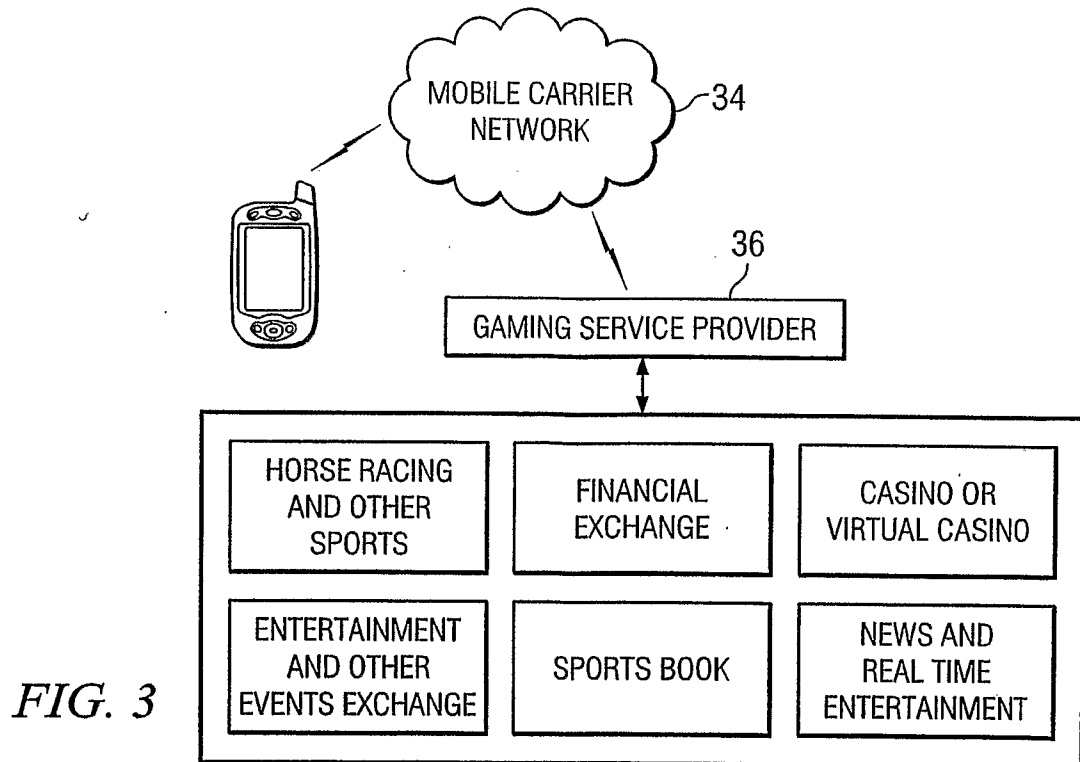 MOBILE CARRIER
NETWORK
34
36
GAMING SERVICE PROVIDER
HORSE RACING
AND OTHER
SPORTS
FINANCIAL
EXCHANGE
CASINO OR
VIRTUAL CASINO
ENTERTAINMENT
AND OTHER
EVENTS EXCHANGE
SPORTS BOOK
NEWS AND
REAL TIME
ENTERTAINMENT
FIG. 3